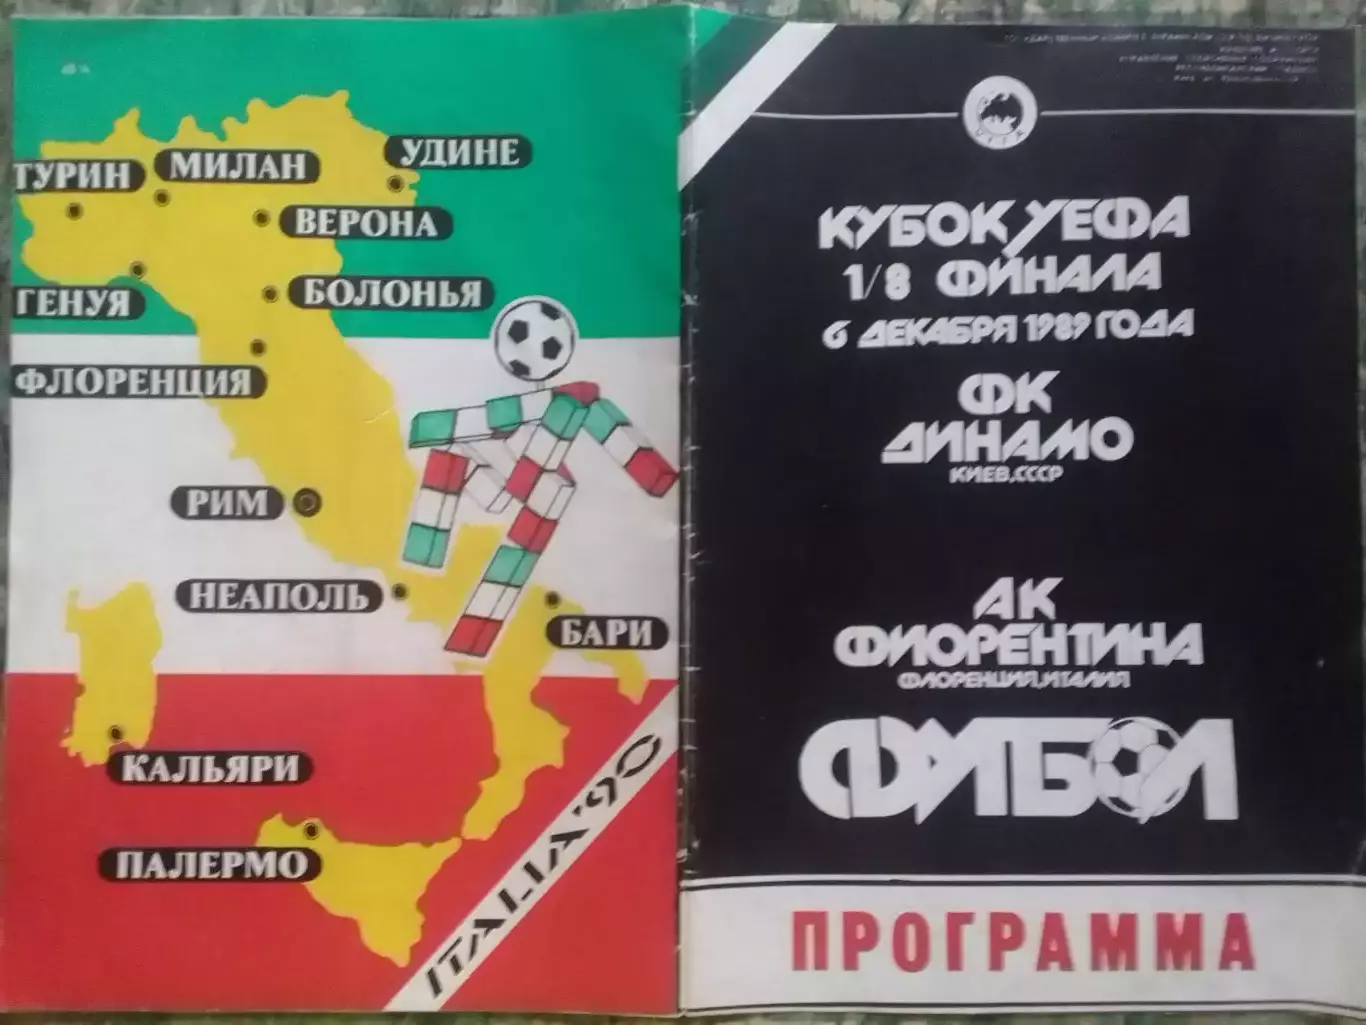 УДИНЕ
МИЛАН
ТУРИН
ВЕРОНА
БОЛОНЬЯ
ГЕНУЯ
ФЛОРЕНЦИЯ
РИМ
НЕАПОЛЬ
БАРИ
КАЛЬЯРИ
ПАЛЕРМО
ITALIA '90
КУБОК УЕФА
1/8 ФИНАЛА
6 ДЕКАБРЯ 1989 ГОДА
ФК
ДИНАМО
КИЕВ, СССР
АК
ФИОРЕНТИНА
ФЛОРЕНЦИЯ, ИТАЛИЯ
ФУТБОЛ
ПРОГРАММА